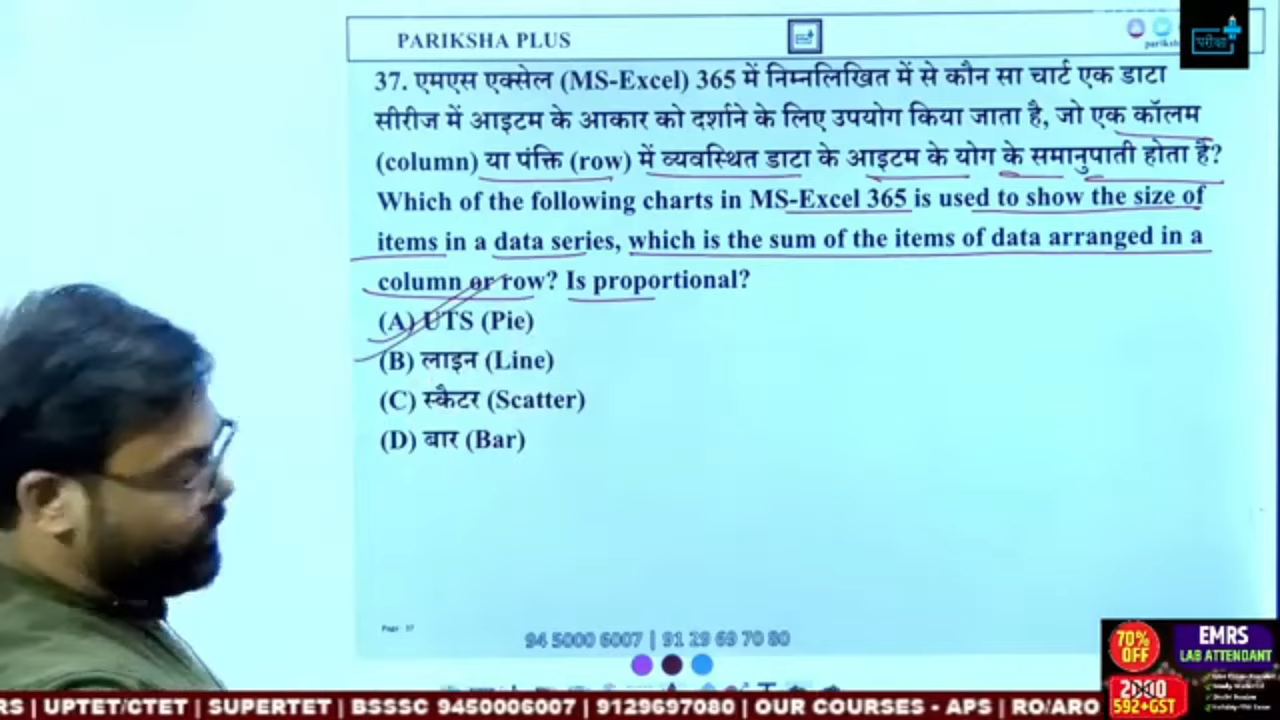 PARIKSHA PLUS
परीक्षा
37. एमएस एक्सेल (MS-Excel) 365 में निम्नलिखित में से कौन सा चार्ट एक डाटा
सीरीज में आइटम के आकार को दर्शाने के लिए उपयोग किया जाता है, जो एक कॉलम
(column) या पंक्ति (row) में व्यवस्थित डाटा के आइटम के योग के समानुपाती होता है?
Which of the following charts in MS-Excel 365 is used to show the size of
items in a data series, which is the sum of the items of data arranged in a
column or row? Is proportional?
(A) UTS (Pie)
(B) लाइन (Line)
(C) स्कैटर (Scatter)
(D) बार (Bar)
Page 37
94 5000 6007 | 91 29 69 70 80
70% OFF
EMRS
LAB ATTENDANT
2000
592+GST
RS | UPTET/CTET | SUPERTET | BSSSC 9450006007 | 9129697080 | OUR COURSES - APS | RO/ARO